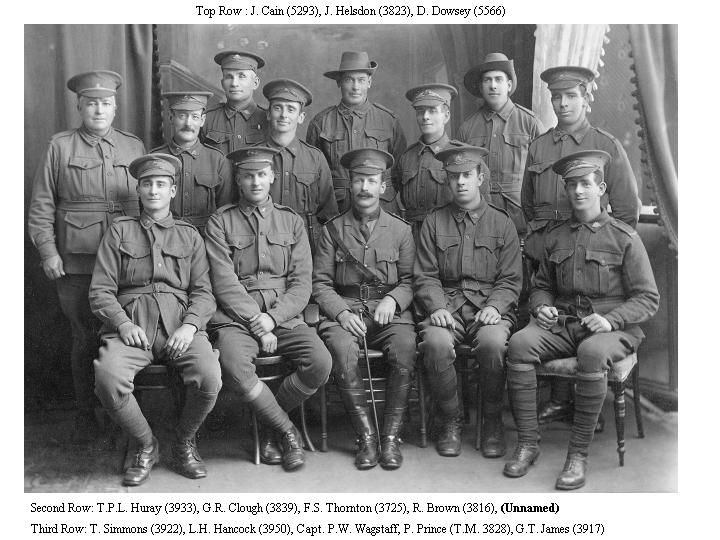 Top Row : J. Cain (5293), J. Helsdon (3823), D. Dowsey (5566)
Second Row: T.P.L. Huray (3933), G.R. Clough (3839), F.S. Thornton (3725), R. Brown (3816), (Unnamed)
Third Row: T. Simmons (3922), L.H. Hancock (3950), Capt. P.W. Wagstaff, P. Prince (T.M. 3828), G.T. James (3917)